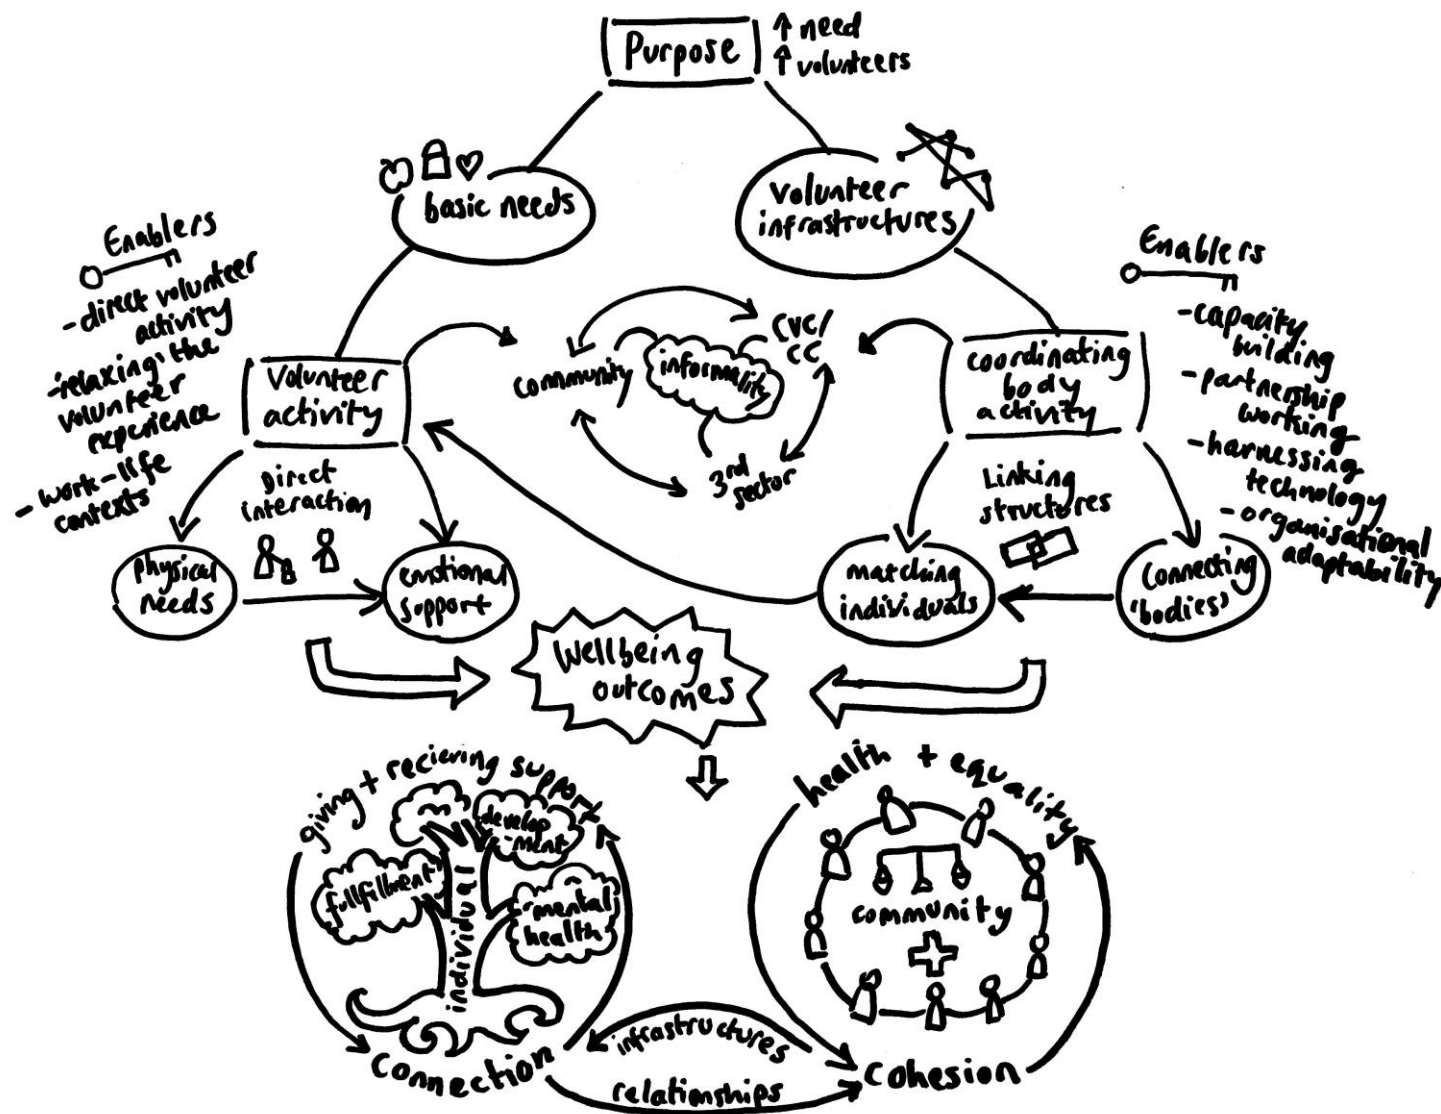 Purpose
↑ need
↑ volunteers
basic needs
Volunteer
infrastructures
Enablers
- direct volunteer
activity
- 'relaxing' the
volunteer
experience
- work-life
contexts
Volunteer
activity
community
informality
CVC/
CC
3rd
sector
coordinating
body
activity
Enablers
- capacity
building
- partnership
working
- harnessing
technology
- organisational
adaptability
Direct
interaction
Linking
structures
physical
needs
emotional
support
matching
individuals
connecting
'bodies'
Wellbeing
outcomes
giving + recieving support
develop
-ment
fullfilment
individual
mental
health
connection
health + equality
community
cohesion
infrastructures
relationships